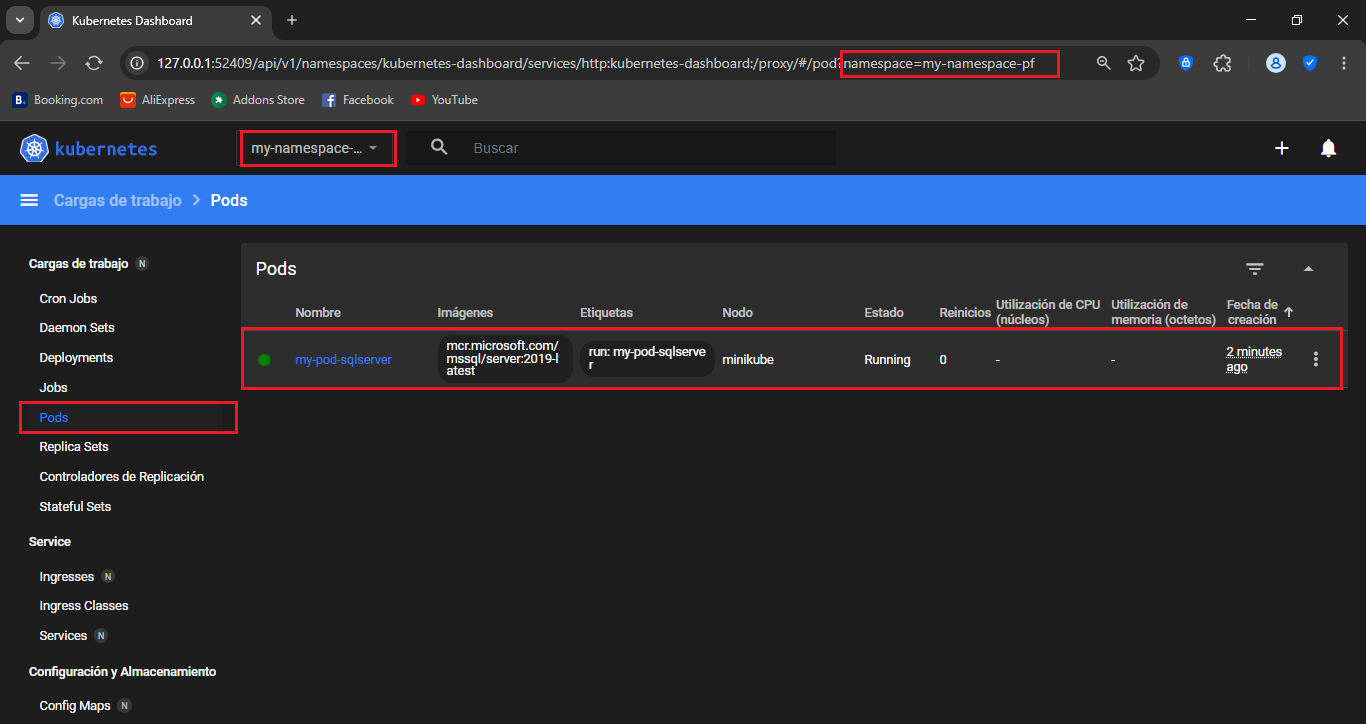 Kubernetes Dashboard
127.0.0.1:52409/api/v1/namespaces/kubernetes-dashboard/services/http:kubernetes-dashboard:/proxy/#/pod?namespace=my-namespace-pf
B. Booking.com AliExpress Addons Store Facebook YouTube
kubernetes my-namespace-... Buscar
Cargas de trabajo > Pods
Cargas de trabajo N
Cron Jobs
Daemon Sets
Deployments
Jobs
Pods
Replica Sets
Controladores de Replicación
Stateful Sets
Service
Ingresses N
Ingress Classes
Services N
Configuración y Almacenamiento
Config Maps N
Pods
Nombre Imágenes Etiquetas Nodo Estado Reinicios Utilización de CPU (núcleos) Utilización de memoria (octetos) Fecha de creación
my-pod-sqlserver
mcr.microsoft.com/
mssql/server:2019-l
atest
run: my-pod-sqlserve
r
minikube
Running
0
-
-
2 minutes
ago